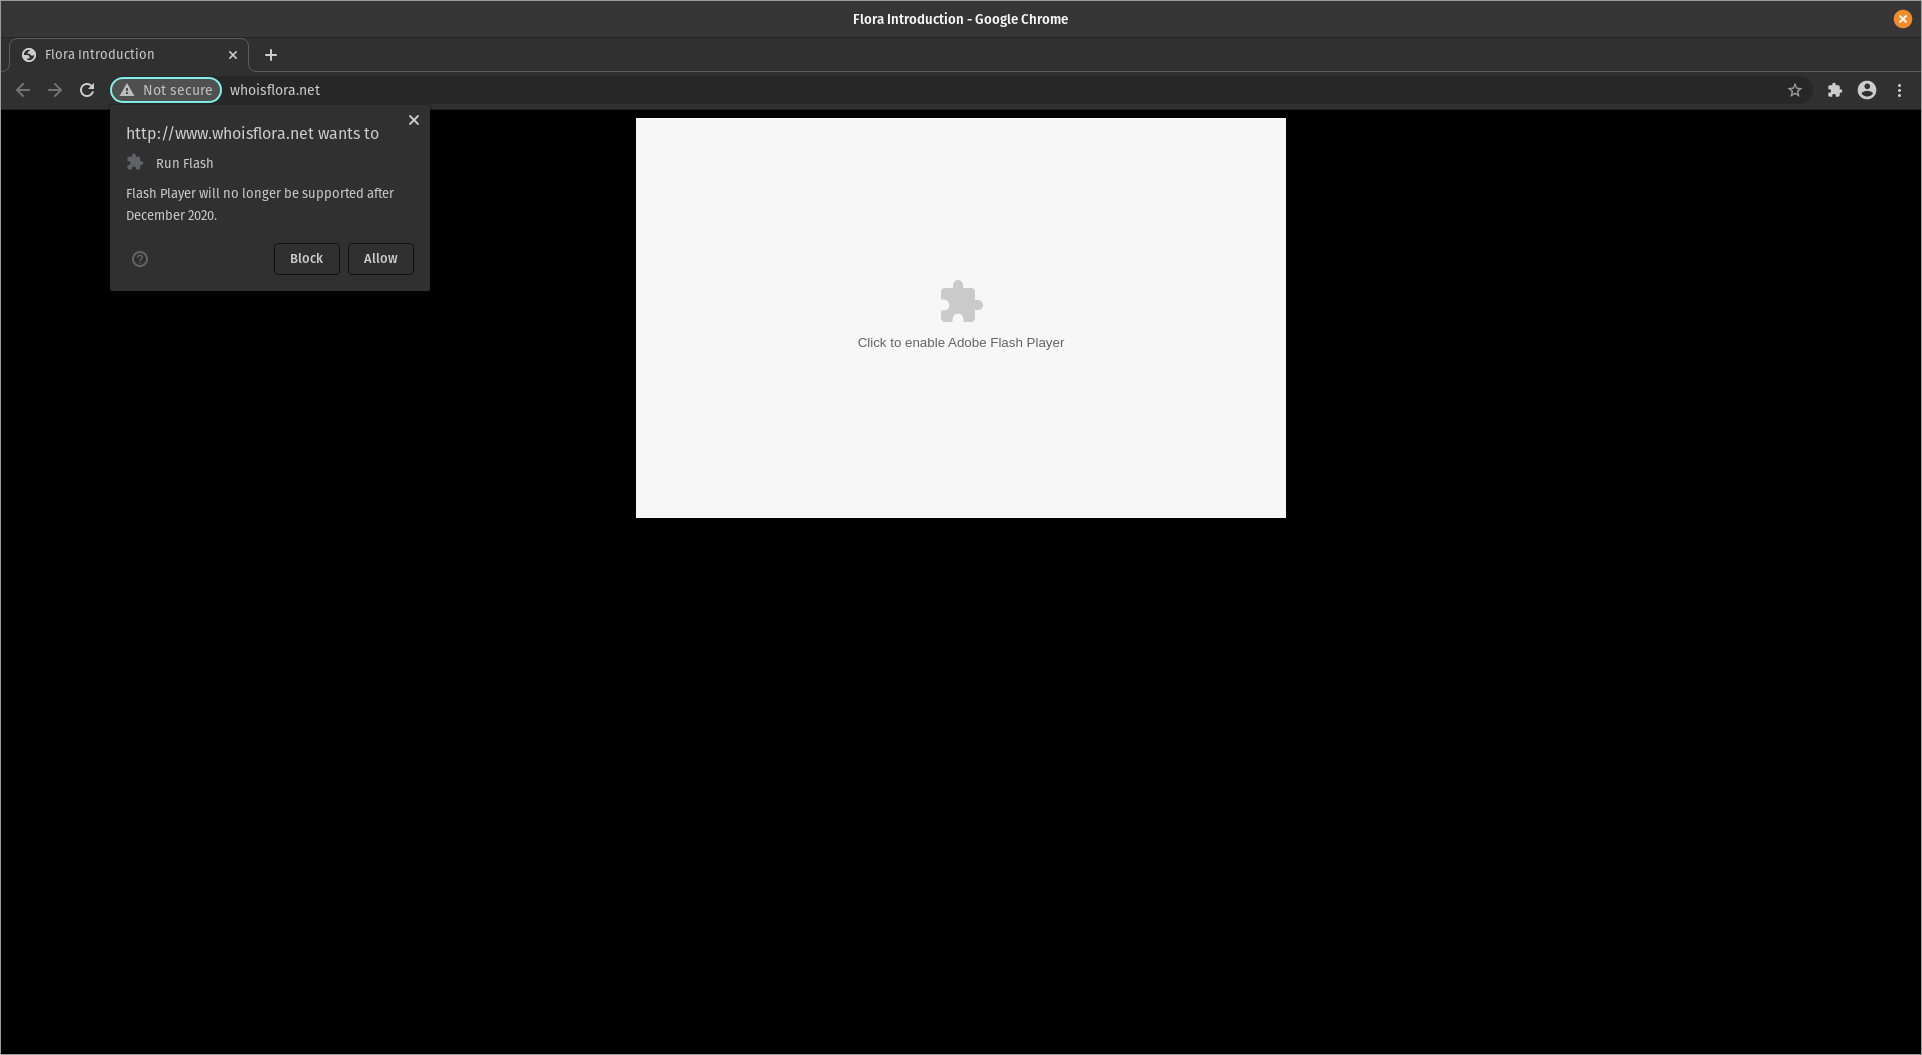 Flora Introduction - Google Chrome
Flora Introduction
Not secure
whoisflora.net
http://www.whoisflora.net wants to
Run Flash
Flash Player will no longer be supported after
December 2020.
Block
Allow
Click to enable Adobe Flash Player